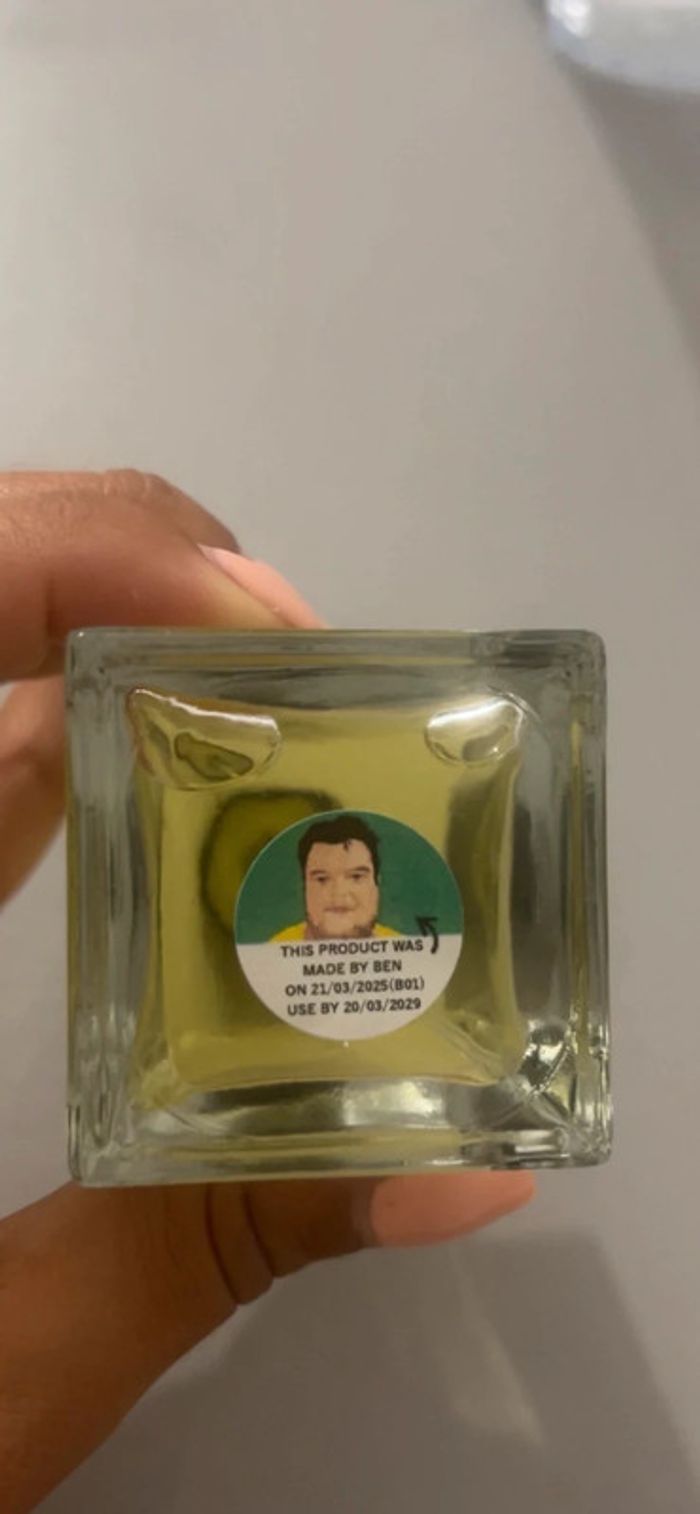 THIS PRODUCT WAS
MADE BY BEN
ON 21/03/2025(B01)
USE BY 20/03/2029